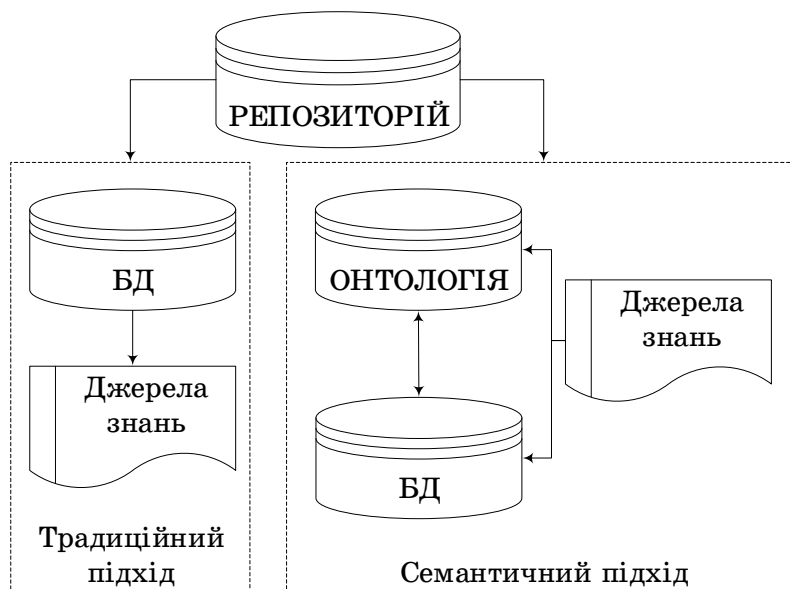 РЕПОЗИТОРІЙ
БД
Джерела
знань
Традиційний
підхід
ОНТОЛОГІЯ
Джерела
знань
БД
Семантичний підхід